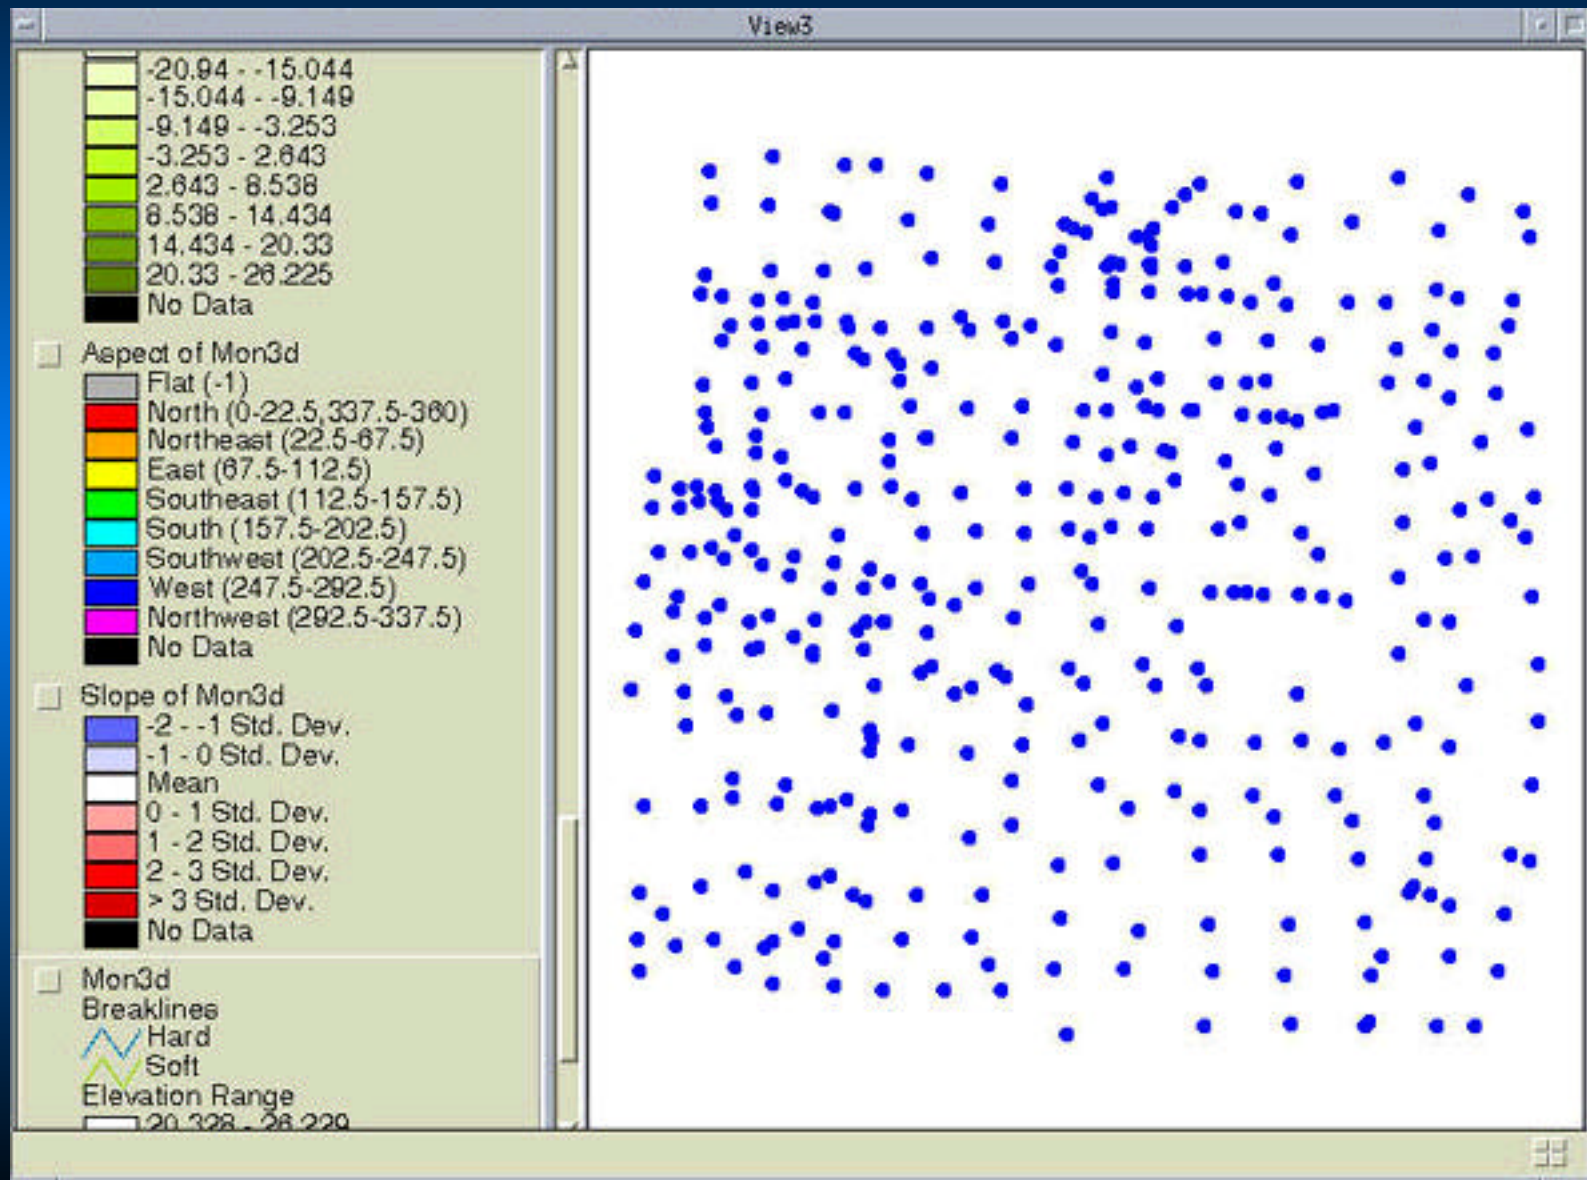 View3
-20.94 - -15.044
-15.044 - -9.149
-9.149 - -3.253
-3.253 - 2.643
2.643 - 8.538
8.538 - 14.434
14.434 - 20.33
20.33 - 26.225
No Data
Aspect of Mon3d
Flat (-1)
North (0-22.5,337.5-360)
Northeast (22.5-67.5)
East (67.5-112.5)
Southeast (112.5-157.5)
South (157.5-202.5)
Southwest (202.5-247.5)
West (247.5-292.5)
Northwest (292.5-337.5)
No Data
Slope of Mon3d
-2 - -1 Std. Dev.
-1 - 0 Std. Dev.
Mean
0 - 1 Std. Dev.
1 - 2 Std. Dev.
2 - 3 Std. Dev.
> 3 Std. Dev.
No Data
Mon3d
Breaklines
Hard
Soft
Elevation Range
20.328 - 26.229